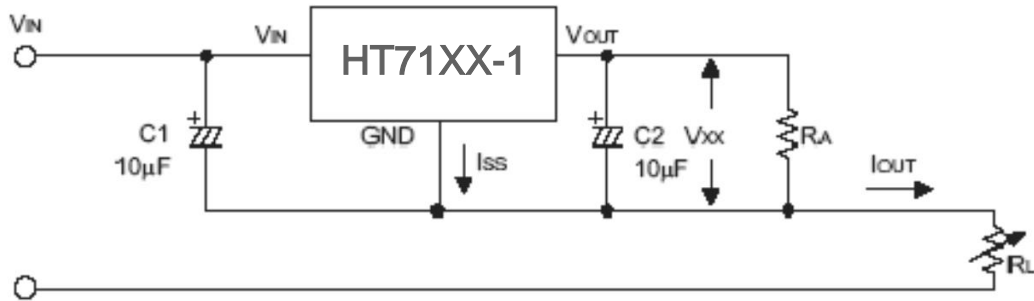 VIN
VIN
HT71XX-1
VOUT
GND
C1
10µF
ISS
C2
10µF
VXX
RA
IOUT
RL